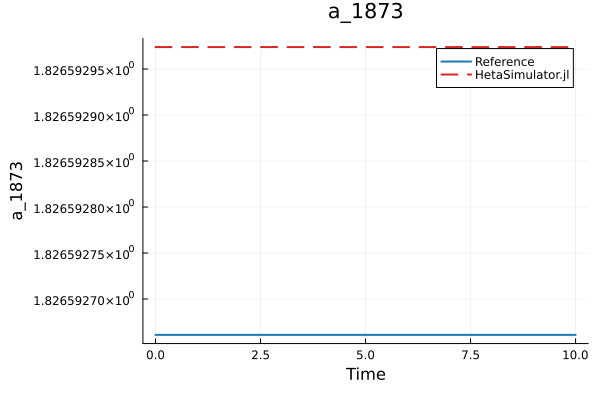 a_1873
1.82659295×10⁰
1.82659290×10⁰
1.82659285×10⁰
1.82659280×10⁰
1.82659275×10⁰
1.82659270×10⁰
a_1873
Reference
HetaSimulator.jl
0.0 2.5 5.0 7.5 10.0
Time